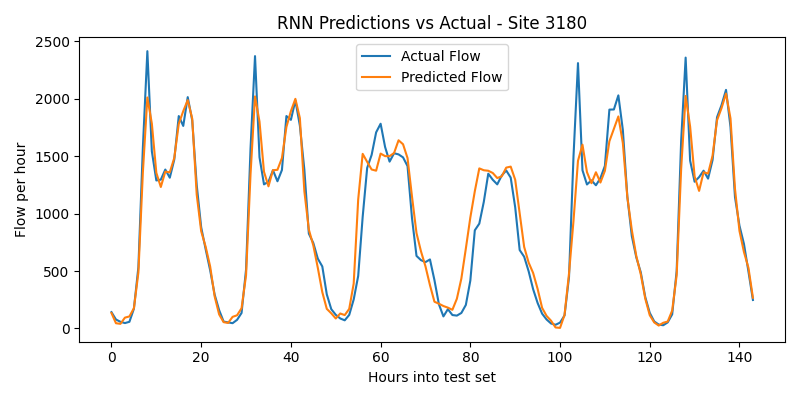 RNN Predictions vs Actual - Site 3180
Actual Flow
Predicted Flow
Flow per hour
2500
2000
1500
1000
500
0
0 20 40 60 80 100 120 140
Hours into test set